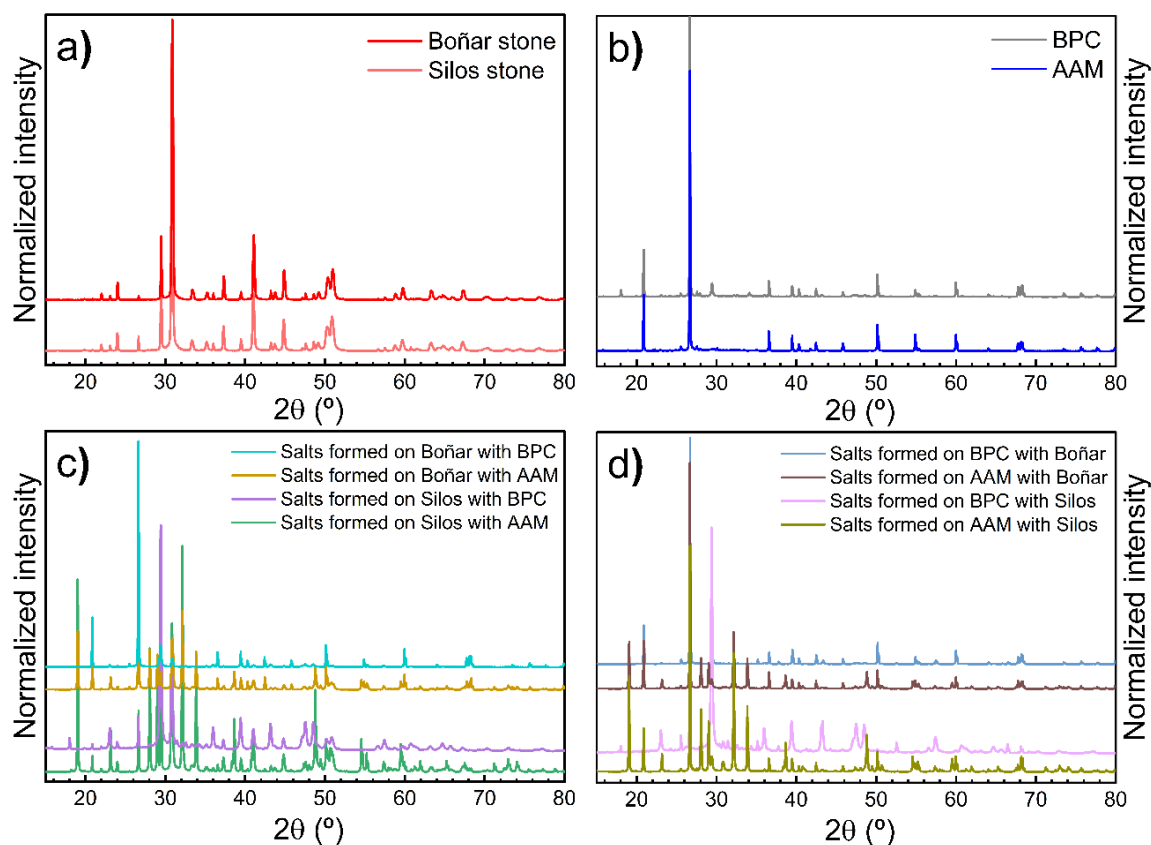 a)
Boñar stone
Silos stone
Normalized intensity
20 30 40 50 60 70 80
2θ (º)
b)
BPC
AAM
Normalized intensity
20 30 40 50 60 70 80
2θ (º)
c)
Salts formed on Boñar with BPC
Salts formed on Boñar with AAM
Salts formed on Silos with BPC
Salts formed on Silos with AAM
Normalized intensity
20 30 40 50 60 70 80
2θ (º)
d)
Salts formed on BPC with Boñar
Salts formed on AAM with Boñar
Salts formed on BPC with Silos
Salts formed on AAM with Silos
Normalized intensity
20 30 40 50 60 70 80
2θ (º)